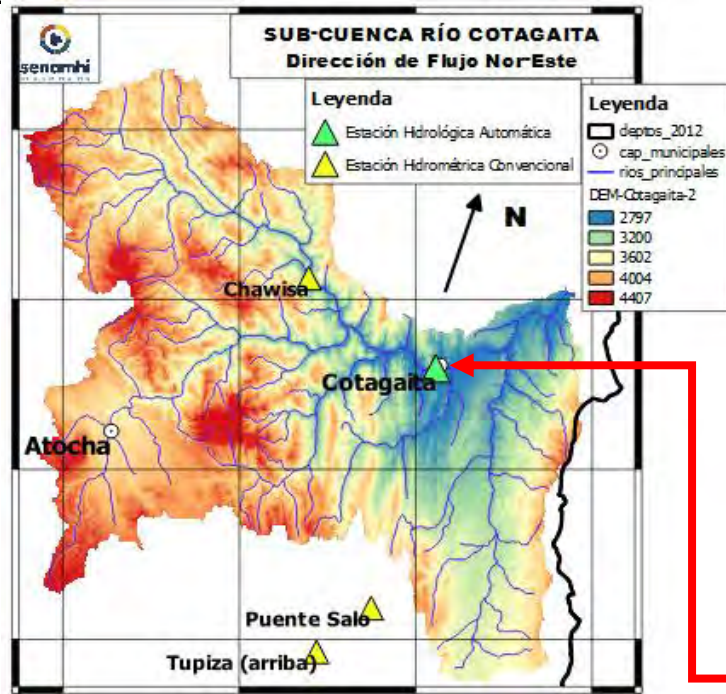 senamhi
SUB-CUENCA RÍO COTAGAITA
Dirección de Flujo Nor-Este
Leyenda
Estación Hidrológica Automática
Estación Hidrométrica Convencional
Leyenda
deptos_2012
cap_municipales
rios_principales
DEM-Cotagaita-2
2797
3200
3602
4004
4407
N
Chawisa
Cotagaita
Atocha
Puente Salo
Tupiza (arriba)